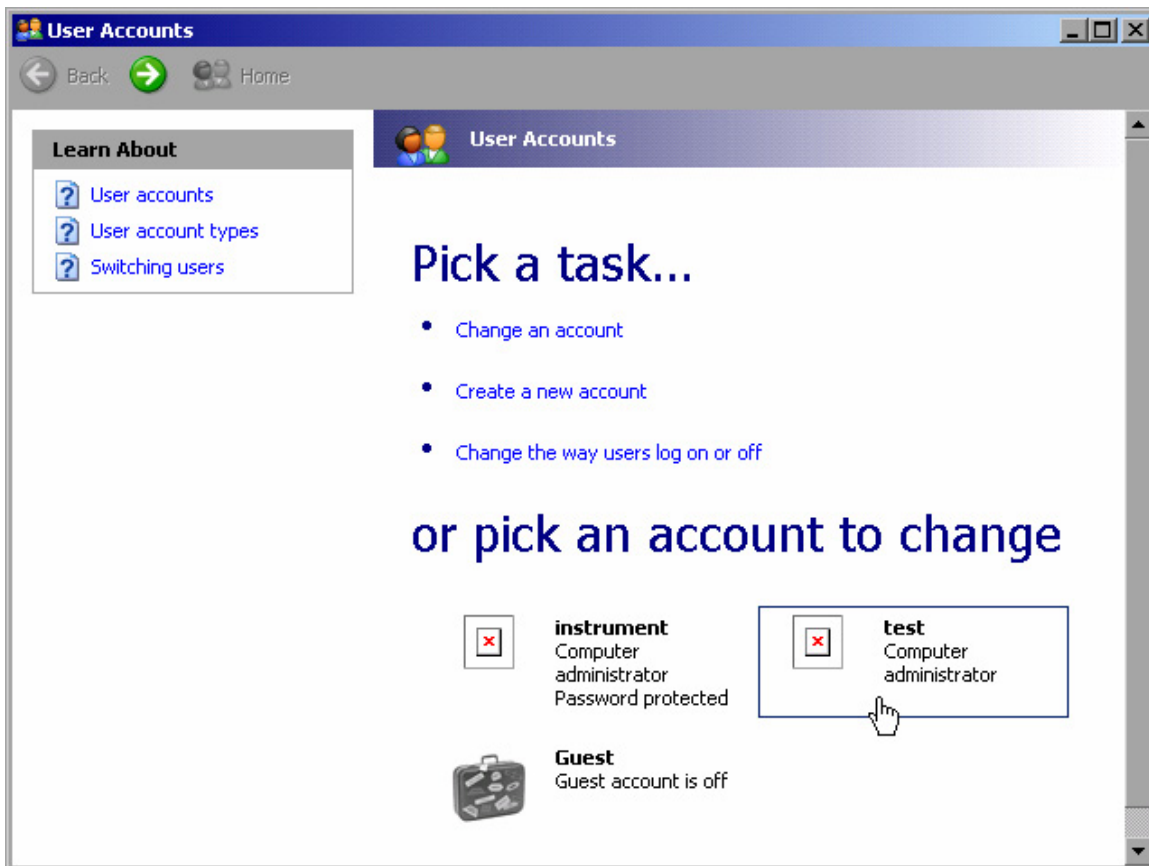 User Accounts
Back
Home
Learn About
User accounts
User account types
Switching users
User Accounts
Pick a task...
Change an account
Create a new account
Change the way users log on or off
or pick an account to change
instrument
Computer
administrator
Password protected
test
Computer
administrator
Guest
Guest account is off